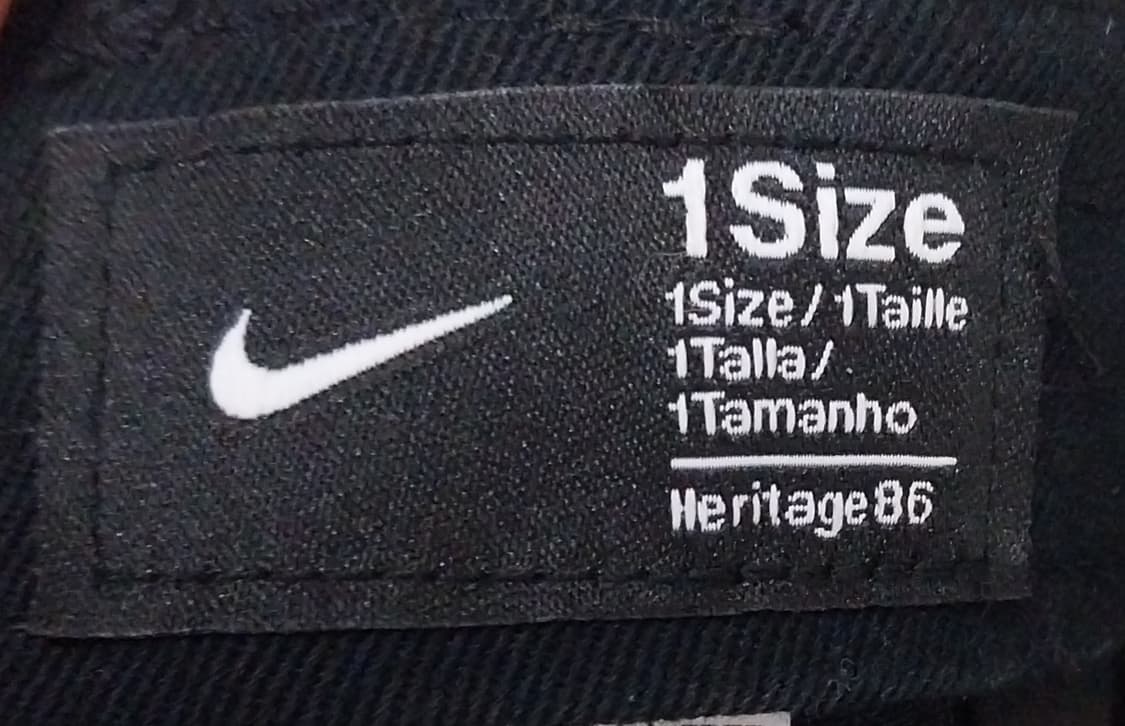 1Size
1Size/1Taille
1Talla/
1Tamanho
Heritage86